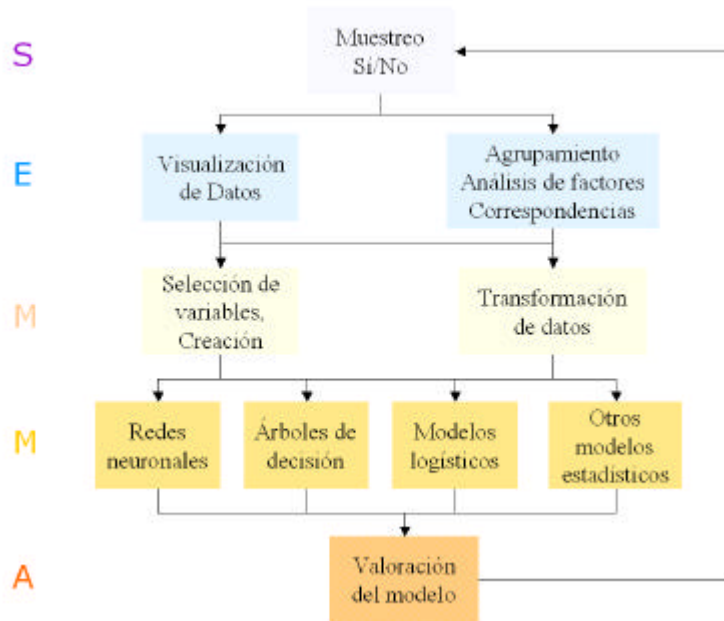 S
Muestreo
Sí/No
E
Visualización
de Datos
Agrupamiento
Análisis de factores
Correspondencias
M
Selección de
variables,
Creación
Transformación
de datos
M
Redes
neuronales
Árboles de
decisión
Modelos
logísticos
Otros
modelos
estadísticos
A
Valoración
del modelo